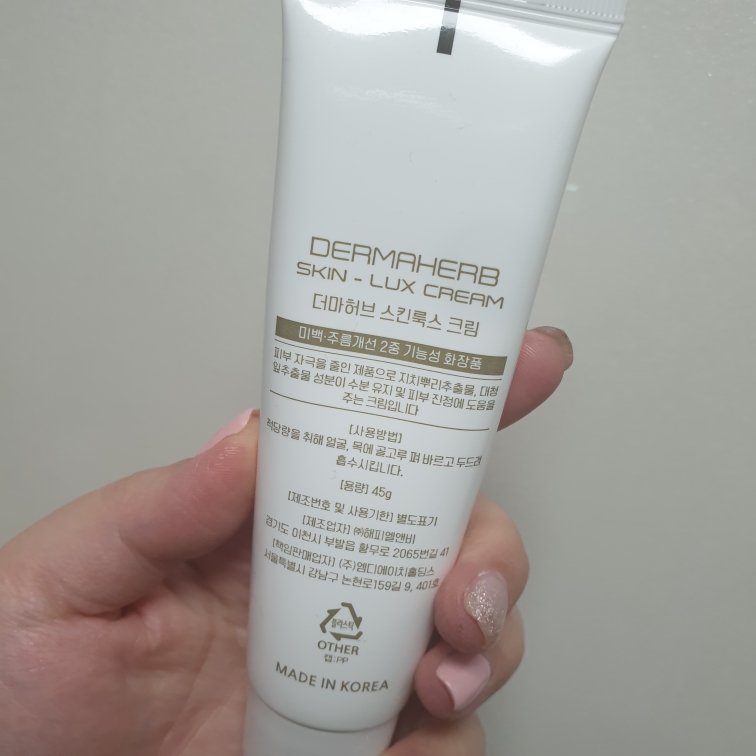 DERMAHERB
SKIN - LUX CREAM
더마허브 스킨룩스 크림
미백·주름개선 2중 기능성 화장품
피부 자극을 줄인 제품으로 지치뿌리추출물, 대청
잎추출물 성분이 수분 유지 및 피부 진정에 도움을
주는 크림입니다
[사용방법]
적당량을 취해 얼굴, 목에 골고루 펴 바르고 두드려
흡수시킵니다.
[용량] 45g
[제조번호 및 사용기한] 별도표기
[제조업자] ㈜해피엘앤비
경기도 이천시 부발읍 황무로 2065번길 41
[책임판매업자] (주)엠디에이치홀딩스
서울특별시 강남구 논현로159길 9, 401호
플라스틱
OTHER
캡:PP
MADE IN KOREA